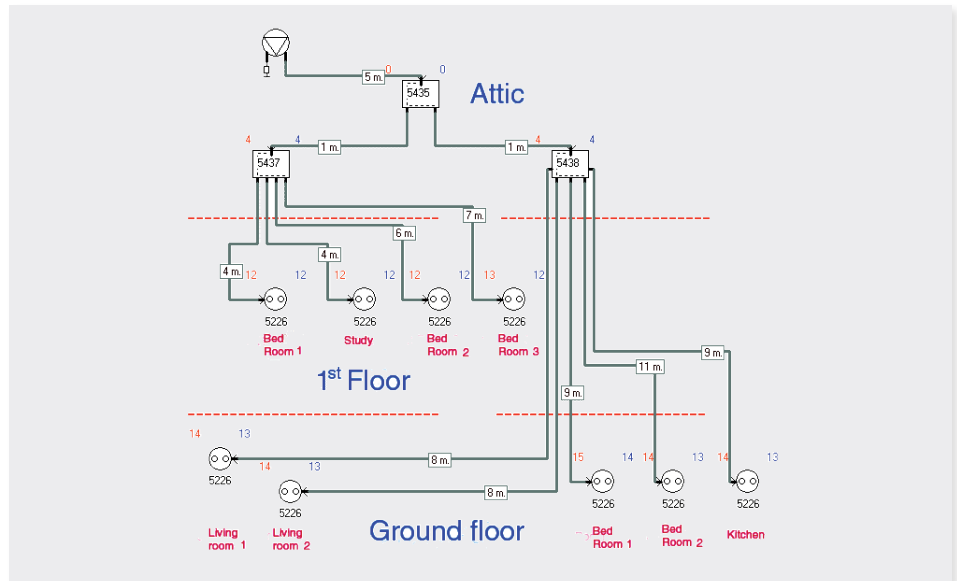 0 0
5 m.
5435
Attic
4 4 1 m. 1 m. 4 4
5437 5438
7 m.
6 m.
4 m.
4 m. 12 12 12 12 12 12 13 12
5226 5226 5226 5226
Bed
Room 1
Study
Bed
Room 2
Bed
Room 3
9 m.
11 m.
1st Floor
9 m.
14 13
8 m.
14 13
15 14 14 13 14 13
5226
8 m.
5226
5226 5226 5226
Living
room 1
Living
room 2
Ground floor
Bed
Room 1
Bed
Room 2
Kitchen